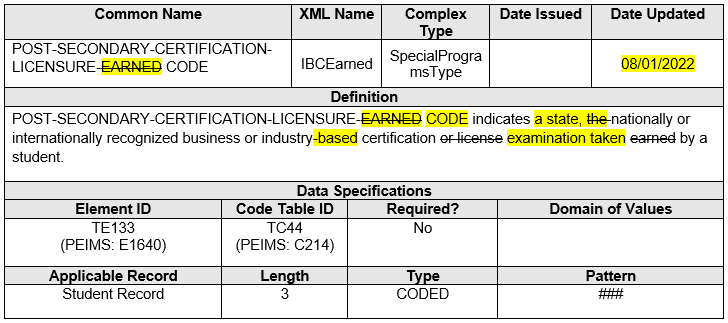 Common Name XML Name Complex Type Date Issued Date Updated
POST-SECONDARY-CERTIFICATION-
LICENSURE-EARNED CODE IBCEarned SpecialProgra
msType 08/01/2022
Definition
POST-SECONDARY-CERTIFICATION-LICENSURE-EARNED CODE indicates a state, the nationally or
internationally recognized business or industry-based certification or license examination taken earned by a
student.
Data Specifications
Element ID Code Table ID Required? Domain of Values
TE133 TC44 No
(PEIMS: E1640) (PEIMS: C214)
Applicable Record Length Type Pattern
Student Record 3 CODED ###